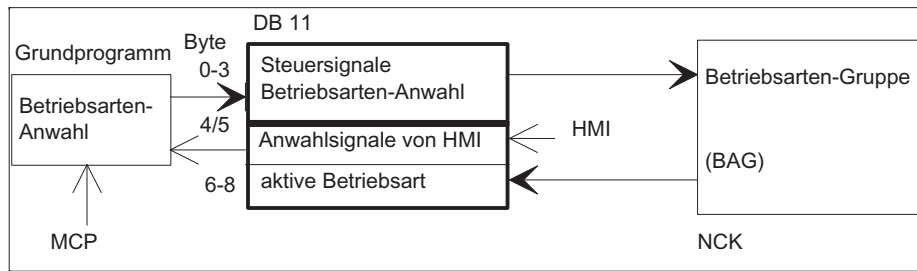 DB 11
Grundprogramm
Byte
0-3
Betriebsarten-
Anwahl
4/5
6-8
MCP
Steuersignale
Betriebsarten-Anwahl
Anwahlsignale von HMI
aktive Betriebsart
HMI
Betriebsarten-Gruppe
(BAG)
NCK